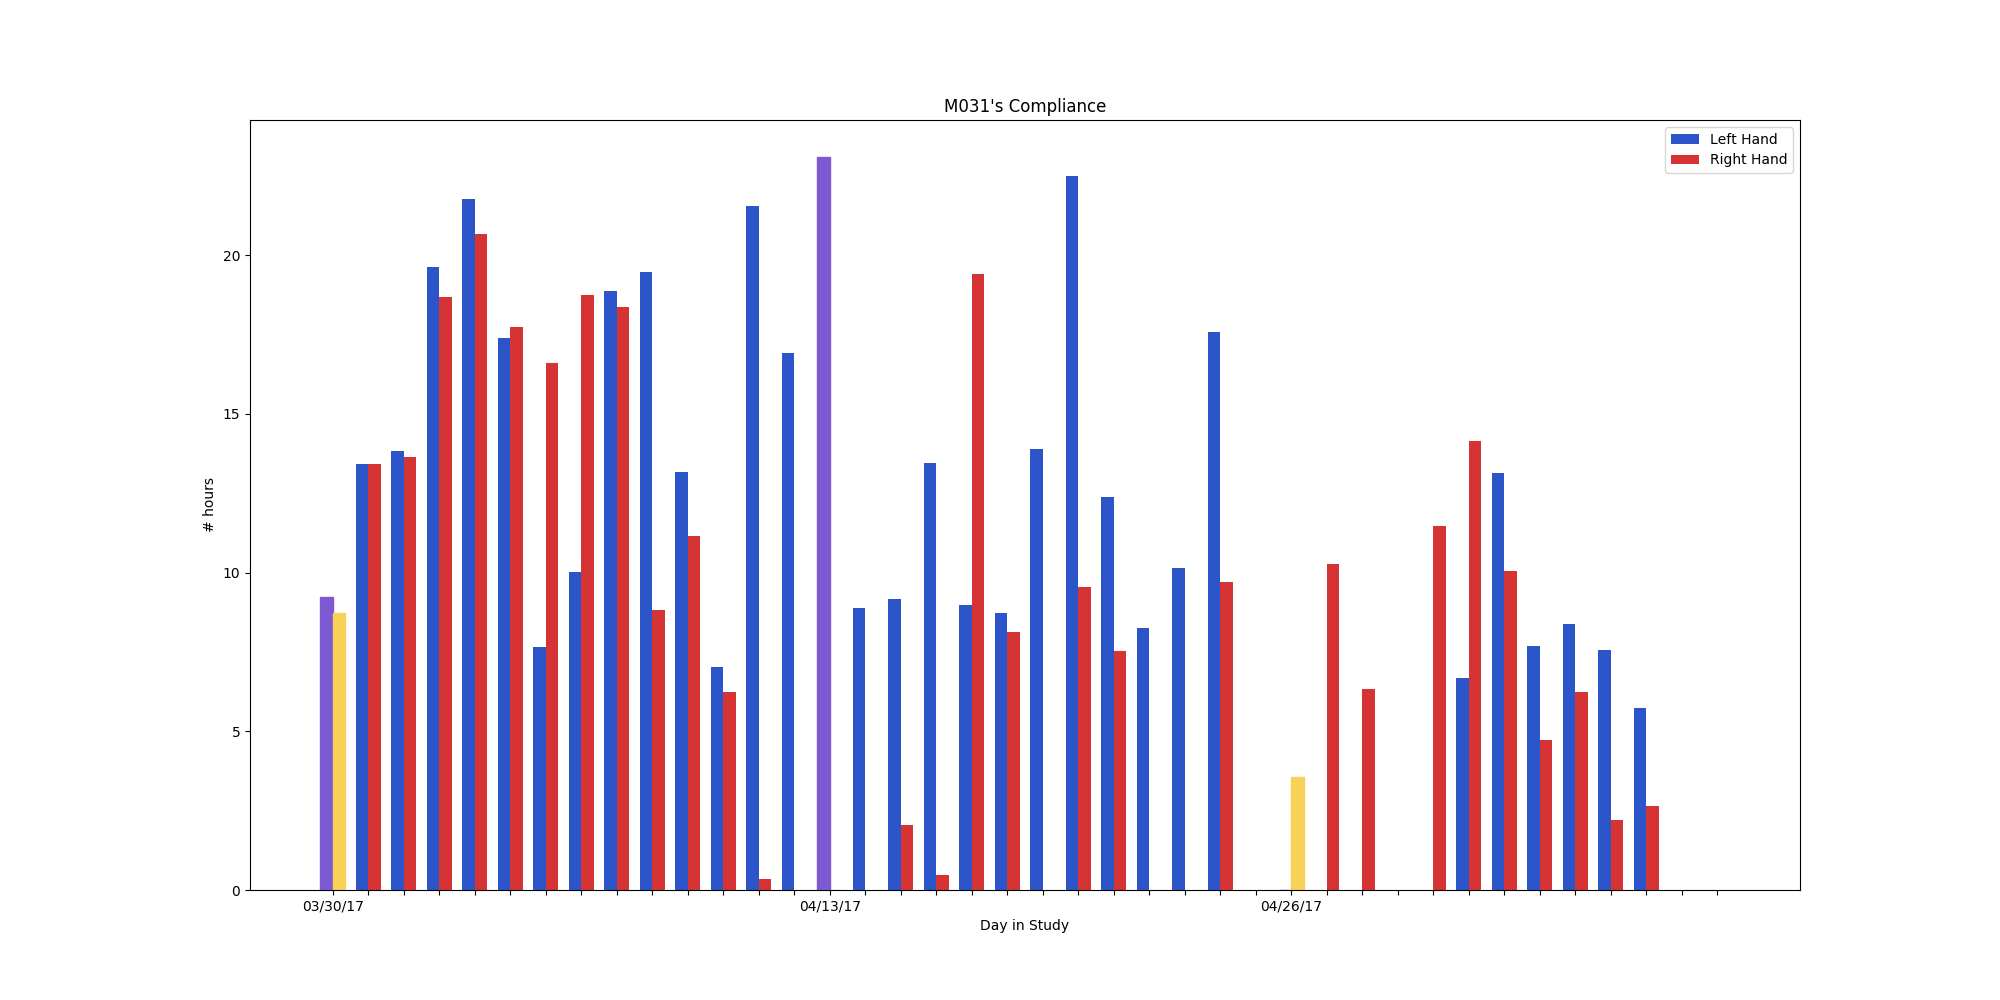 M031's Compliance
Left Hand
Right Hand
# hours
20
15
10
5
0
03/30/17
04/13/17
04/26/17
Day in Study